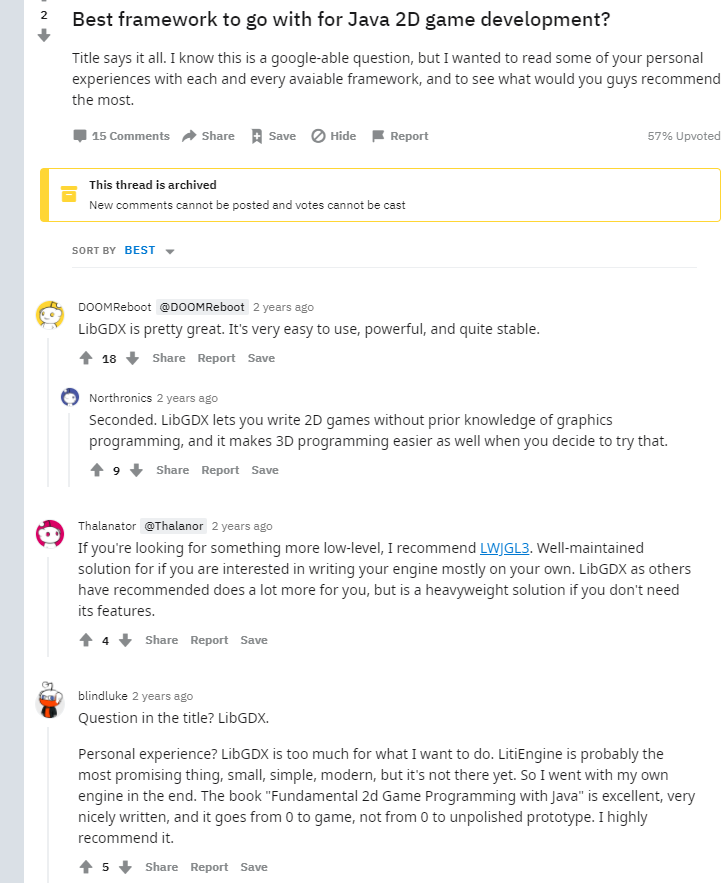 2
Best framework to go with for Java 2D game development?
Title says it all. I know this is a google-able question, but I wanted to read some of your personal
experiences with each and every avaiable framework, and to see what would you guys recommend
the most.
15 Comments Share Save Hide Report 57% Upvoted
This thread is archived
New comments cannot be posted and votes cannot be cast
SORT BY BEST
DOOMReboot @DOOMReboot 2 years ago
LibGDX is pretty great. It's very easy to use, powerful, and quite stable.
18 Share Report Save
Northronics 2 years ago
Seconded. LibGDX lets you write 2D games without prior knowledge of graphics
programming, and it makes 3D programming easier as well when you decide to try that.
9 Share Report Save
Thalanator @Thalanor 2 years ago
If you're looking for something more low-level, I recommend LWJGL3. Well-maintained
solution for if you are interested in writing your engine mostly on your own. LibGDX as others
have recommended does a lot more for you, but is a heavyweight solution if you don't need
its features.
4 Share Report Save
blindluke 2 years ago
Question in the title? LibGDX.
Personal experience? LibGDX is too much for what I want to do. LitiEngine is probably the
most promising thing, small, simple, modern, but it's not there yet. So I went with my own
engine in the end. The book "Fundamental 2d Game Programming with Java" is excellent, very
nicely written, and it goes from 0 to game, not from 0 to unpolished prototype. I highly
recommend it.
5 Share Report Save